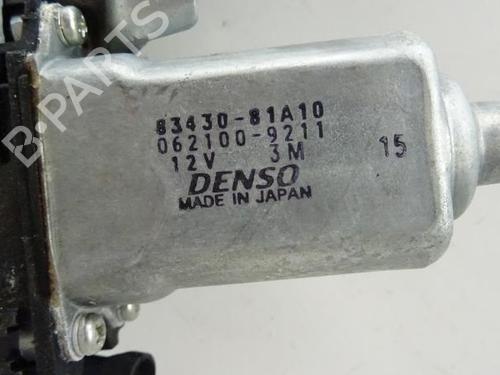 B-PARTS
83430-81A10
062100-9211
12V 3M 15
DENSO
MADE IN JAPAN